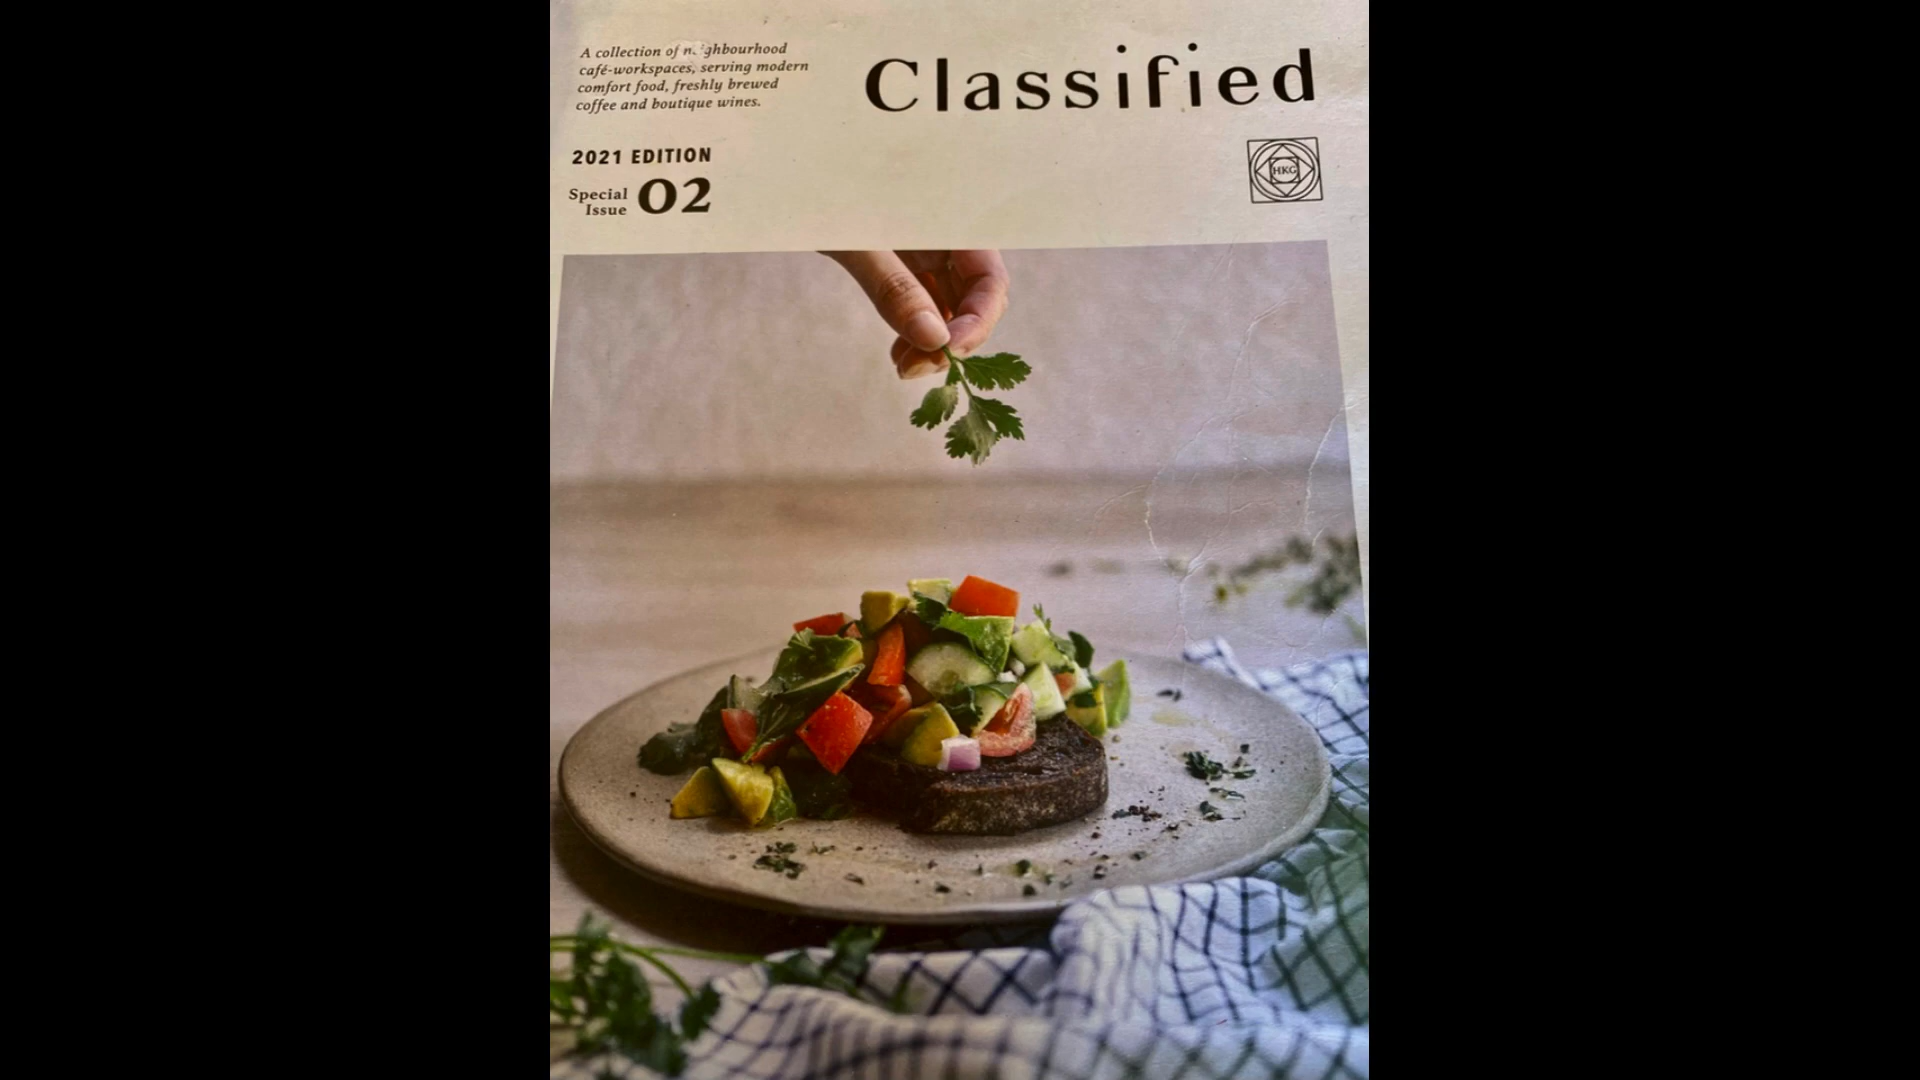 A collection of neighbourhood
café-workspaces, serving modern
comfort food, freshly brewed
coffee and boutique wines.
Classified
2021 EDITION
Special
Issue
02
HKG